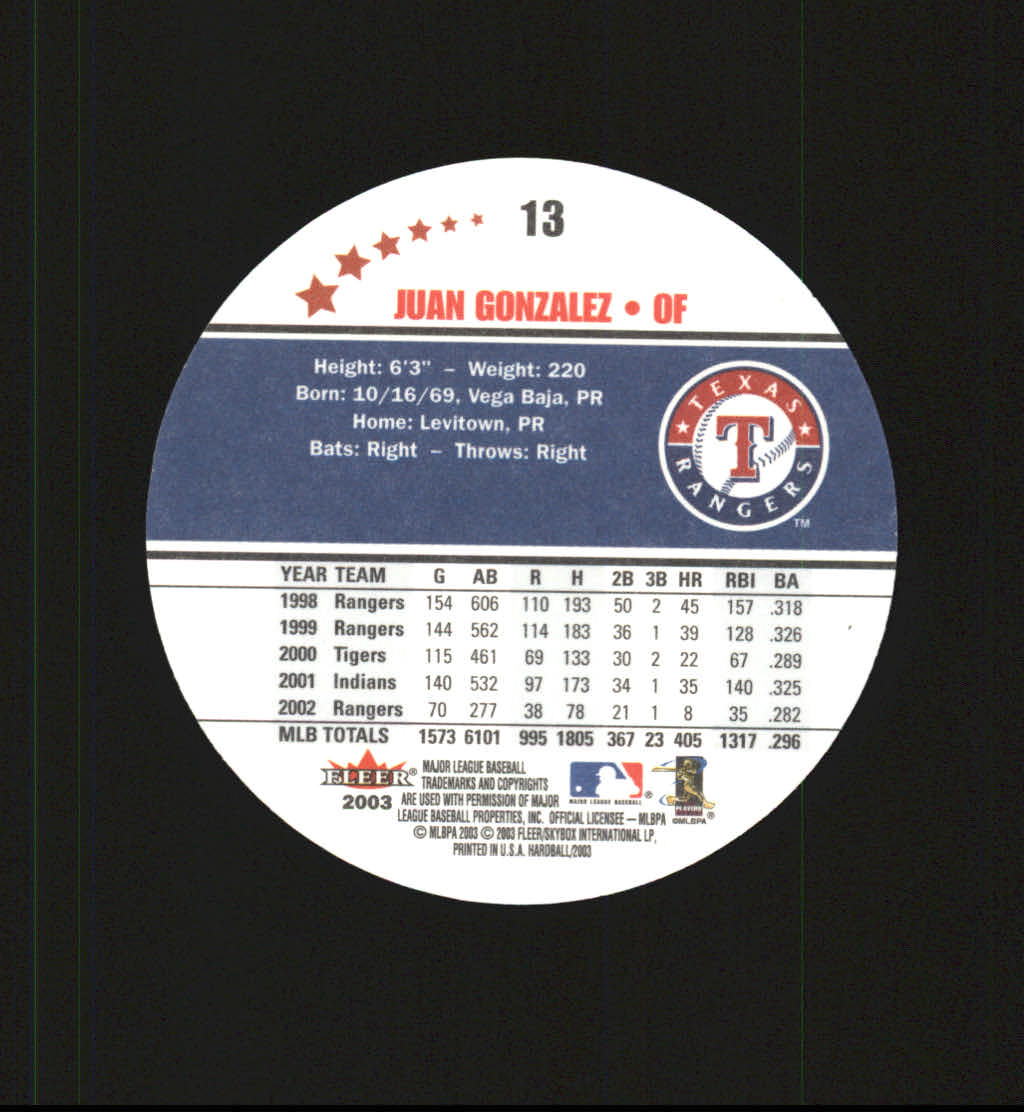 13
JUAN GONZALEZ • OF
Height: 6'3" – Weight: 220
Born: 10/16/69, Vega Baja, PR
Home: Levitown, PR
Bats: Right – Throws: Right
TEXAS
T
RANGERS
TM
YEAR TEAM G AB R H 2B 3B HR RBI BA
1998 Rangers 154 606 110 193 50 2 45 157 .318
1999 Rangers 144 562 114 183 36 1 39 128 .326
2000 Tigers 115 461 69 133 30 2 22 67 .289
2001 Indians 140 532 97 173 34 1 35 140 .325
2002 Rangers 70 277 38 78 21 1 8 35 .282
MLB TOTALS 1573 6101 995 1805 367 23 405 1317 .296
FLEER®
2003
MAJOR LEAGUE BASEBALL
TRADEMARKS AND COPYRIGHTS
ARE USED WITH PERMISSION OF MAJOR
LEAGUE BASEBALL PROPERTIES, INC. OFFICIAL LICENSEE – MLBPA
© MLBPA 2003 © 2003 FLEER/SKYBOX INTERNATIONAL LP,
PRINTED IN U.S.A. HARDBALL/2003
MAJOR LEAGUE BASEBALL ®
PLAYERS
©MLBPA ®